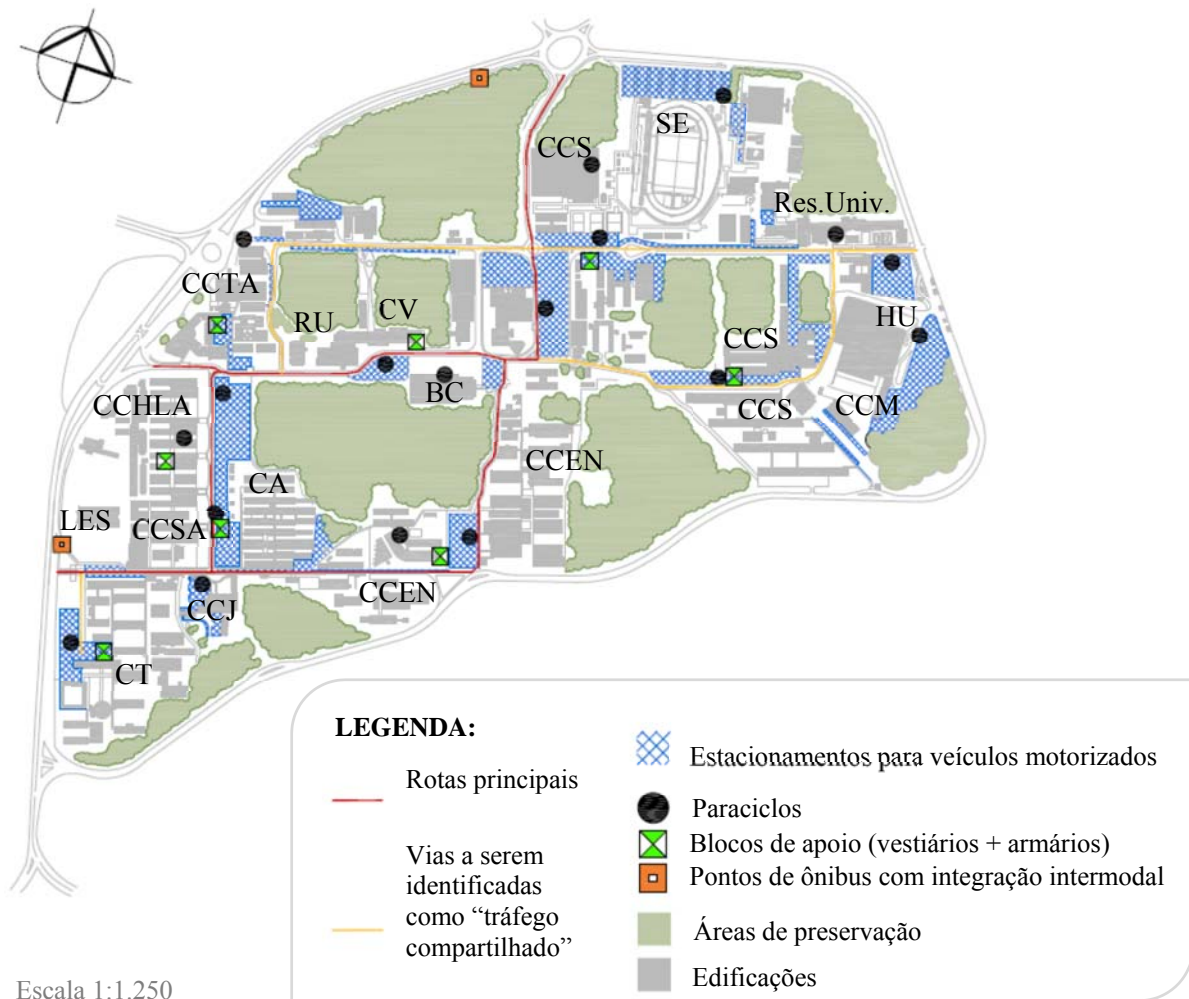 SE
CCS
Res.Univ.
CCTA
RU
CV
HU
CCS
BC
CCHLA
CCS
CCM
CCEN
CA
LES
CCSA
CCEN
CCJ
CT
LEGENDA:
Rotas principais
Vias a serem
identificadas
como “tráfego
compartilhado”
Estacionamentos para veículos motorizados
Paraciclos
Blocos de apoio (vestiários + armários)
Pontos de ônibus com integração intermodal
Áreas de preservação
Edificações
Escala 1:1.250